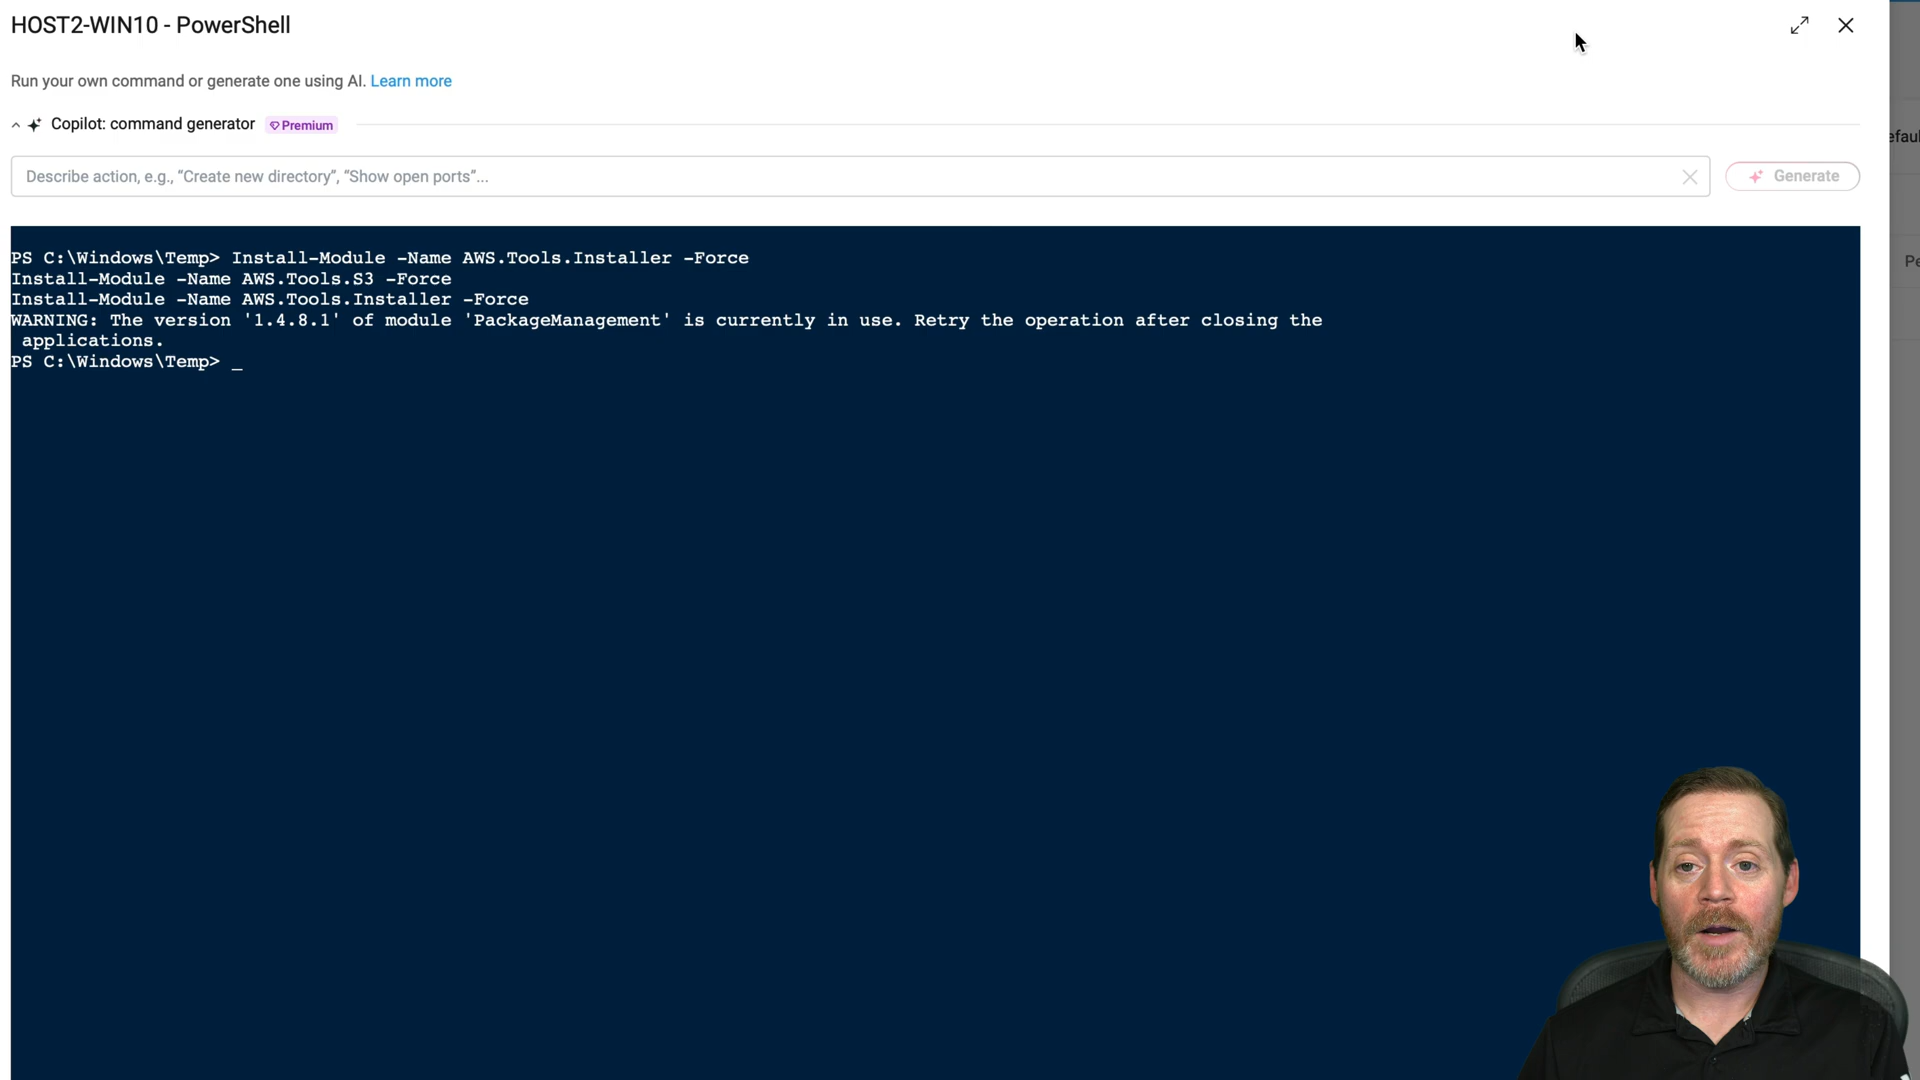 HOST2-WIN10 - PowerShell
Run your own command or generate one using AI. Learn more
Copilot: command generator Premium
Describe action, e.g., “Create new directory”, “Show open ports”...
Generate
PS C:\Windows\Temp> Install-Module -Name AWS.Tools.Installer -Force
Install-Module -Name AWS.Tools.S3 -Force
Install-Module -Name AWS.Tools.Installer -Force
WARNING: The version '1.4.8.1' of module 'PackageManagement' is currently in use. Retry the operation after closing the
applications.
PS C:\Windows\Temp> _